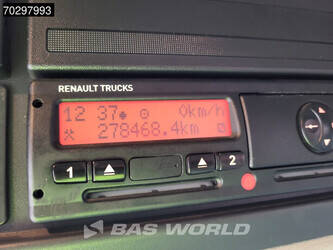 70297993
RENAULT TRUCKS
12 37 0km/h
278468.4km
1 2
BAS WORLD